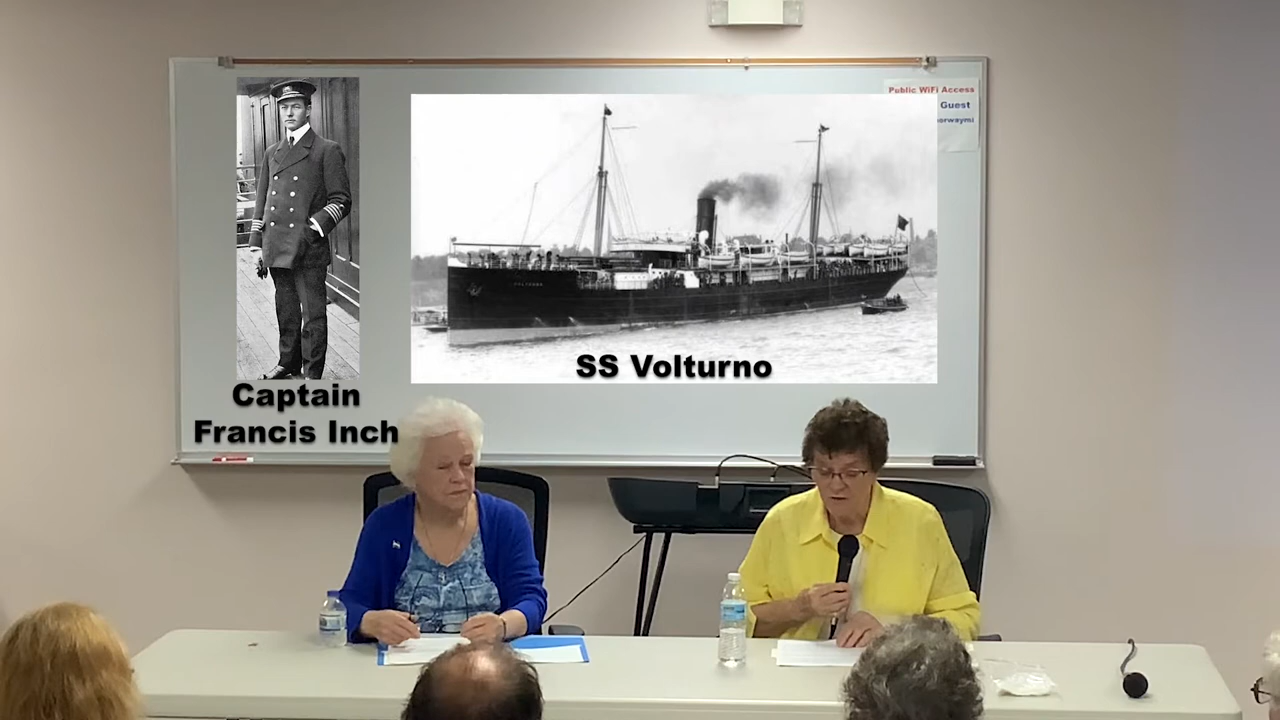 Public WiFi Access
Guest
SS Volturno
Captain
Francis Inch